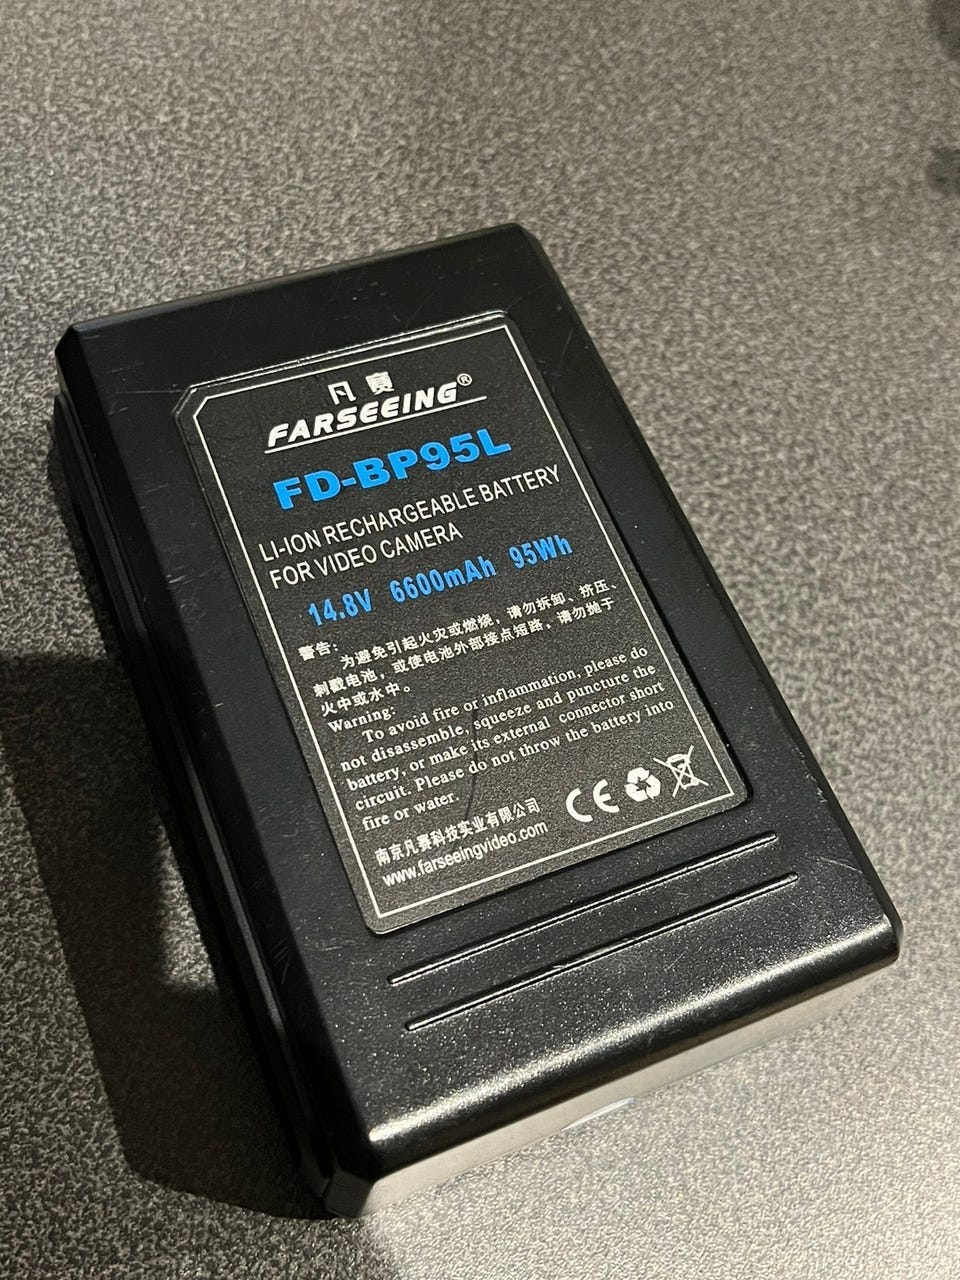 凡 赛
FARSEEING®
FD-BP95L
LI-ION RECHARGEABLE BATTERY
FOR VIDEO CAMERA
14.8V 6600mAh 95Wh
警告:
为避免引起火灾或燃烧，请勿拆卸、挤压、
刺戳电池，或使电池外部接点短路，请勿抛于
火中或水中。
Warning:
To avoid fire or inflammation, please do
not disassemble, squeeze and puncture the
battery, or make its external connector short
circuit. Please do not throw the battery into
fire or water.
南京凡赛科技实业有限公司
www.farseeingvideo.com
CE